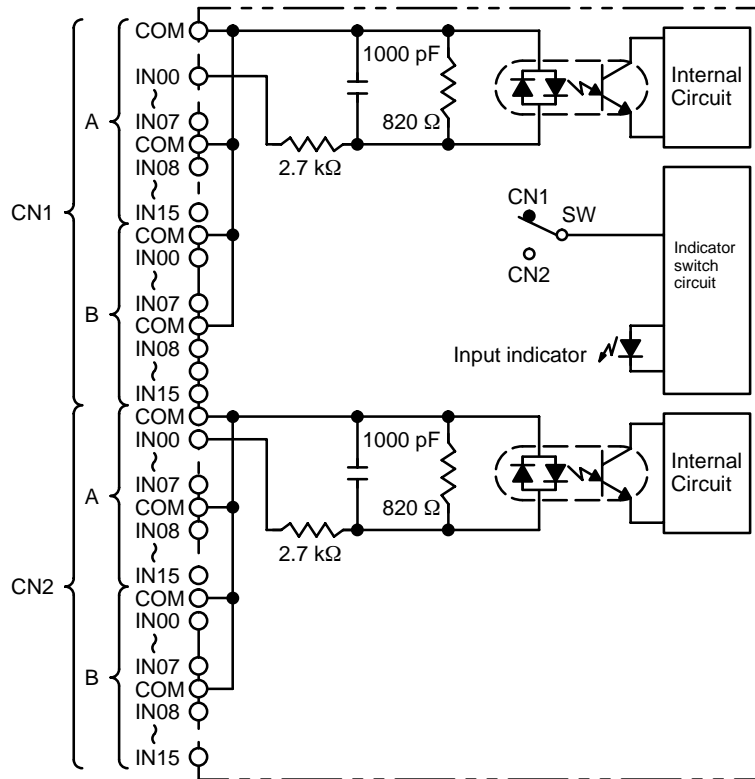 CN1
A
COM
IN00
~
IN07
COM
IN08
~
IN15
B
COM
IN00
~
IN07
COM
IN08
~
IN15
1000 pF
820 Ω
2.7 kΩ
Internal
Circuit
CN1
SW
CN2
Indicator
switch
circuit
Input indicator
CN2
A
COM
IN00
~
IN07
COM
IN08
~
IN15
B
COM
IN00
~
IN07
COM
IN08
~
IN15
1000 pF
820 Ω
2.7 kΩ
Internal
Circuit